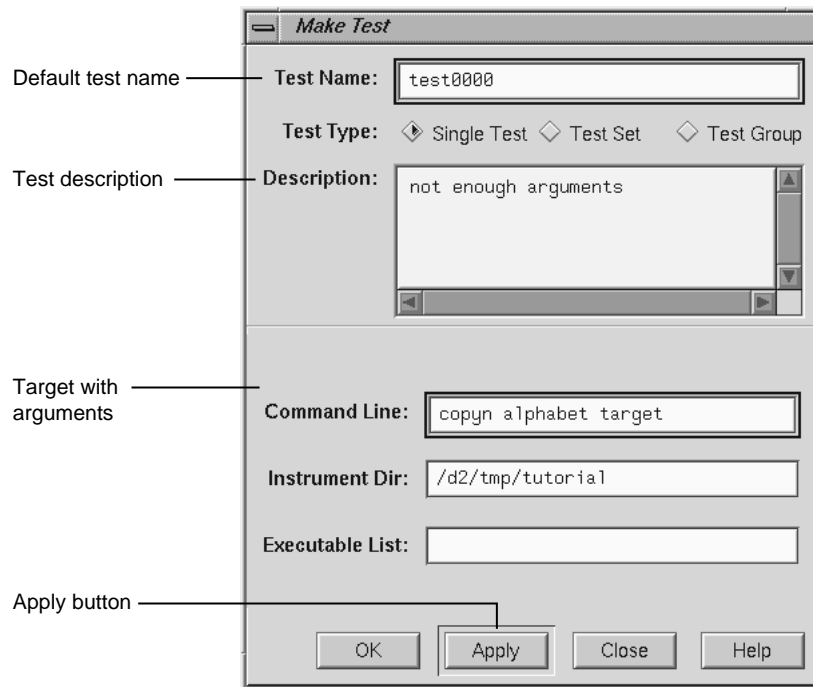 Make Test
Default test name
Test Name:
test0000
Test Type:
Single Test
Test Set
Test Group
Test description
Description:
not enough arguments
Target with
arguments
Command Line:
copyn alphabet target
Instrument Dir:
/d2/tmp/tutorial
Executable List:
Apply button
OK
Apply
Close
Help